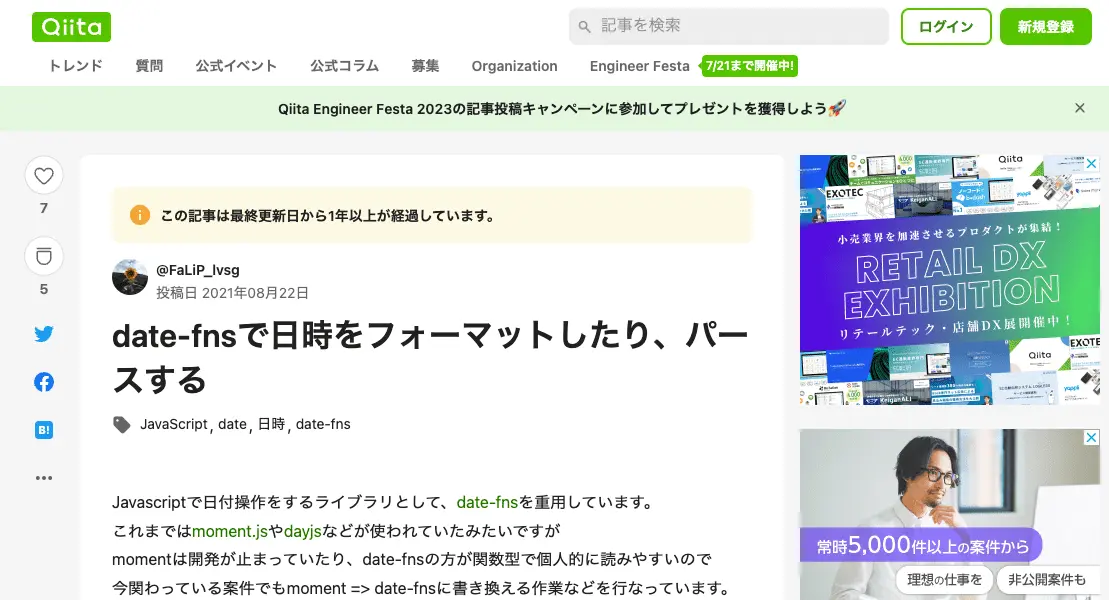 Qiita
記事を検索
ログイン
新規登録
トレンド
質問
公式イベント
公式コラム
募集
Organization
Engineer Festa
7/21まで開催中!
Qiita Engineer Festa 2023の記事投稿キャンペーンに参加してプレゼントを獲得しよう🚀
7
5
B!
この記事は最終更新日から1年以上が経過しています。
@FaLiP_lvsg
投稿日 2021年08月22日
date-fnsで日時をフォーマットしたり、パー
スする
JavaScript, date, 日時, date-fns
Javascriptで日付操作をするライブラリとして、date-fnsを重用しています。
これまではmoment.jsやdayjsなどが使われていたみたいですが
momentは開発が止まっていたり、date-fnsの方が関数型で個人的に読みやすいので
今関わっている案件でもmoment => date-fnsに書き換える作業などを行なっています。
Qiita
EXOTEC
KeiganALI
小売業界を加速させるプロダクトが集結!
RETAIL DX
EXHIBITION
リテールテック・店舗DX展開催中!
EXOTE
Qiita
KeiganALI
yappli
常時5,000件以上の案件から
理想の仕事を
非公開案件も